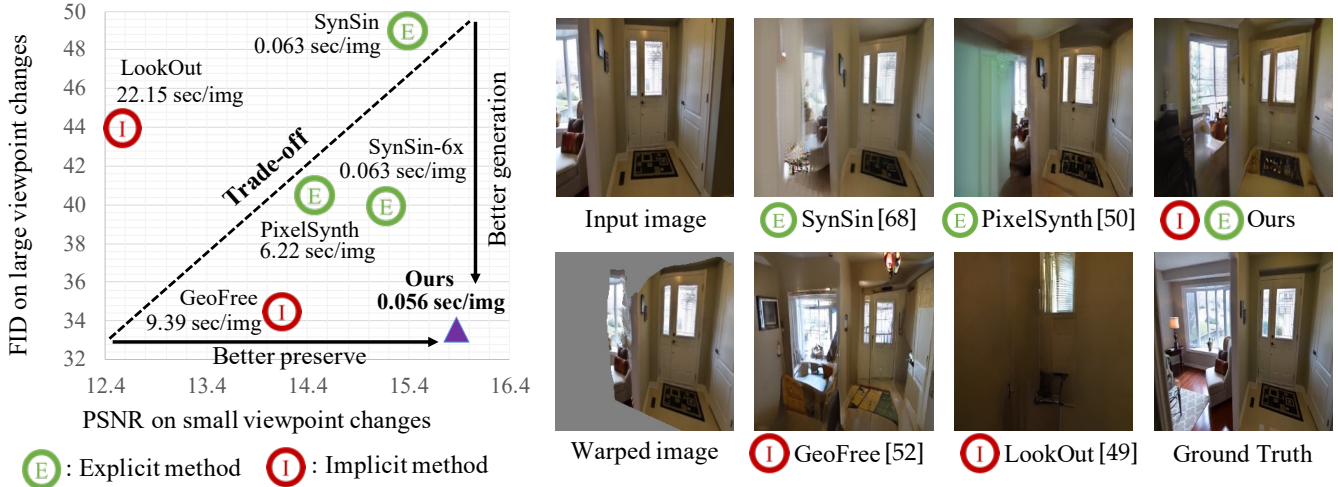 FID on large viewpoint changes
50
48
46
44
42
40
38
36
34
32
12.4
13.4
14.4
15.4
16.4
PSNR on small viewpoint changes
SynSin
0.063 sec/img
E
LookOut
22.15 sec/img
I
Trade-off
SynSin-6x
0.063 sec/img
E
E
PixelSynth
6.22 sec/img
Better generation
GeoFree
9.39 sec/img
I
Ours
0.056 sec/img
Better preserve
E : Explicit method
I : Implicit method
Input image
E SynSin [68]
E PixelSynth [50]
I E Ours
Warped image
I GeoFree [52]
I LookOut [49]
Ground Truth